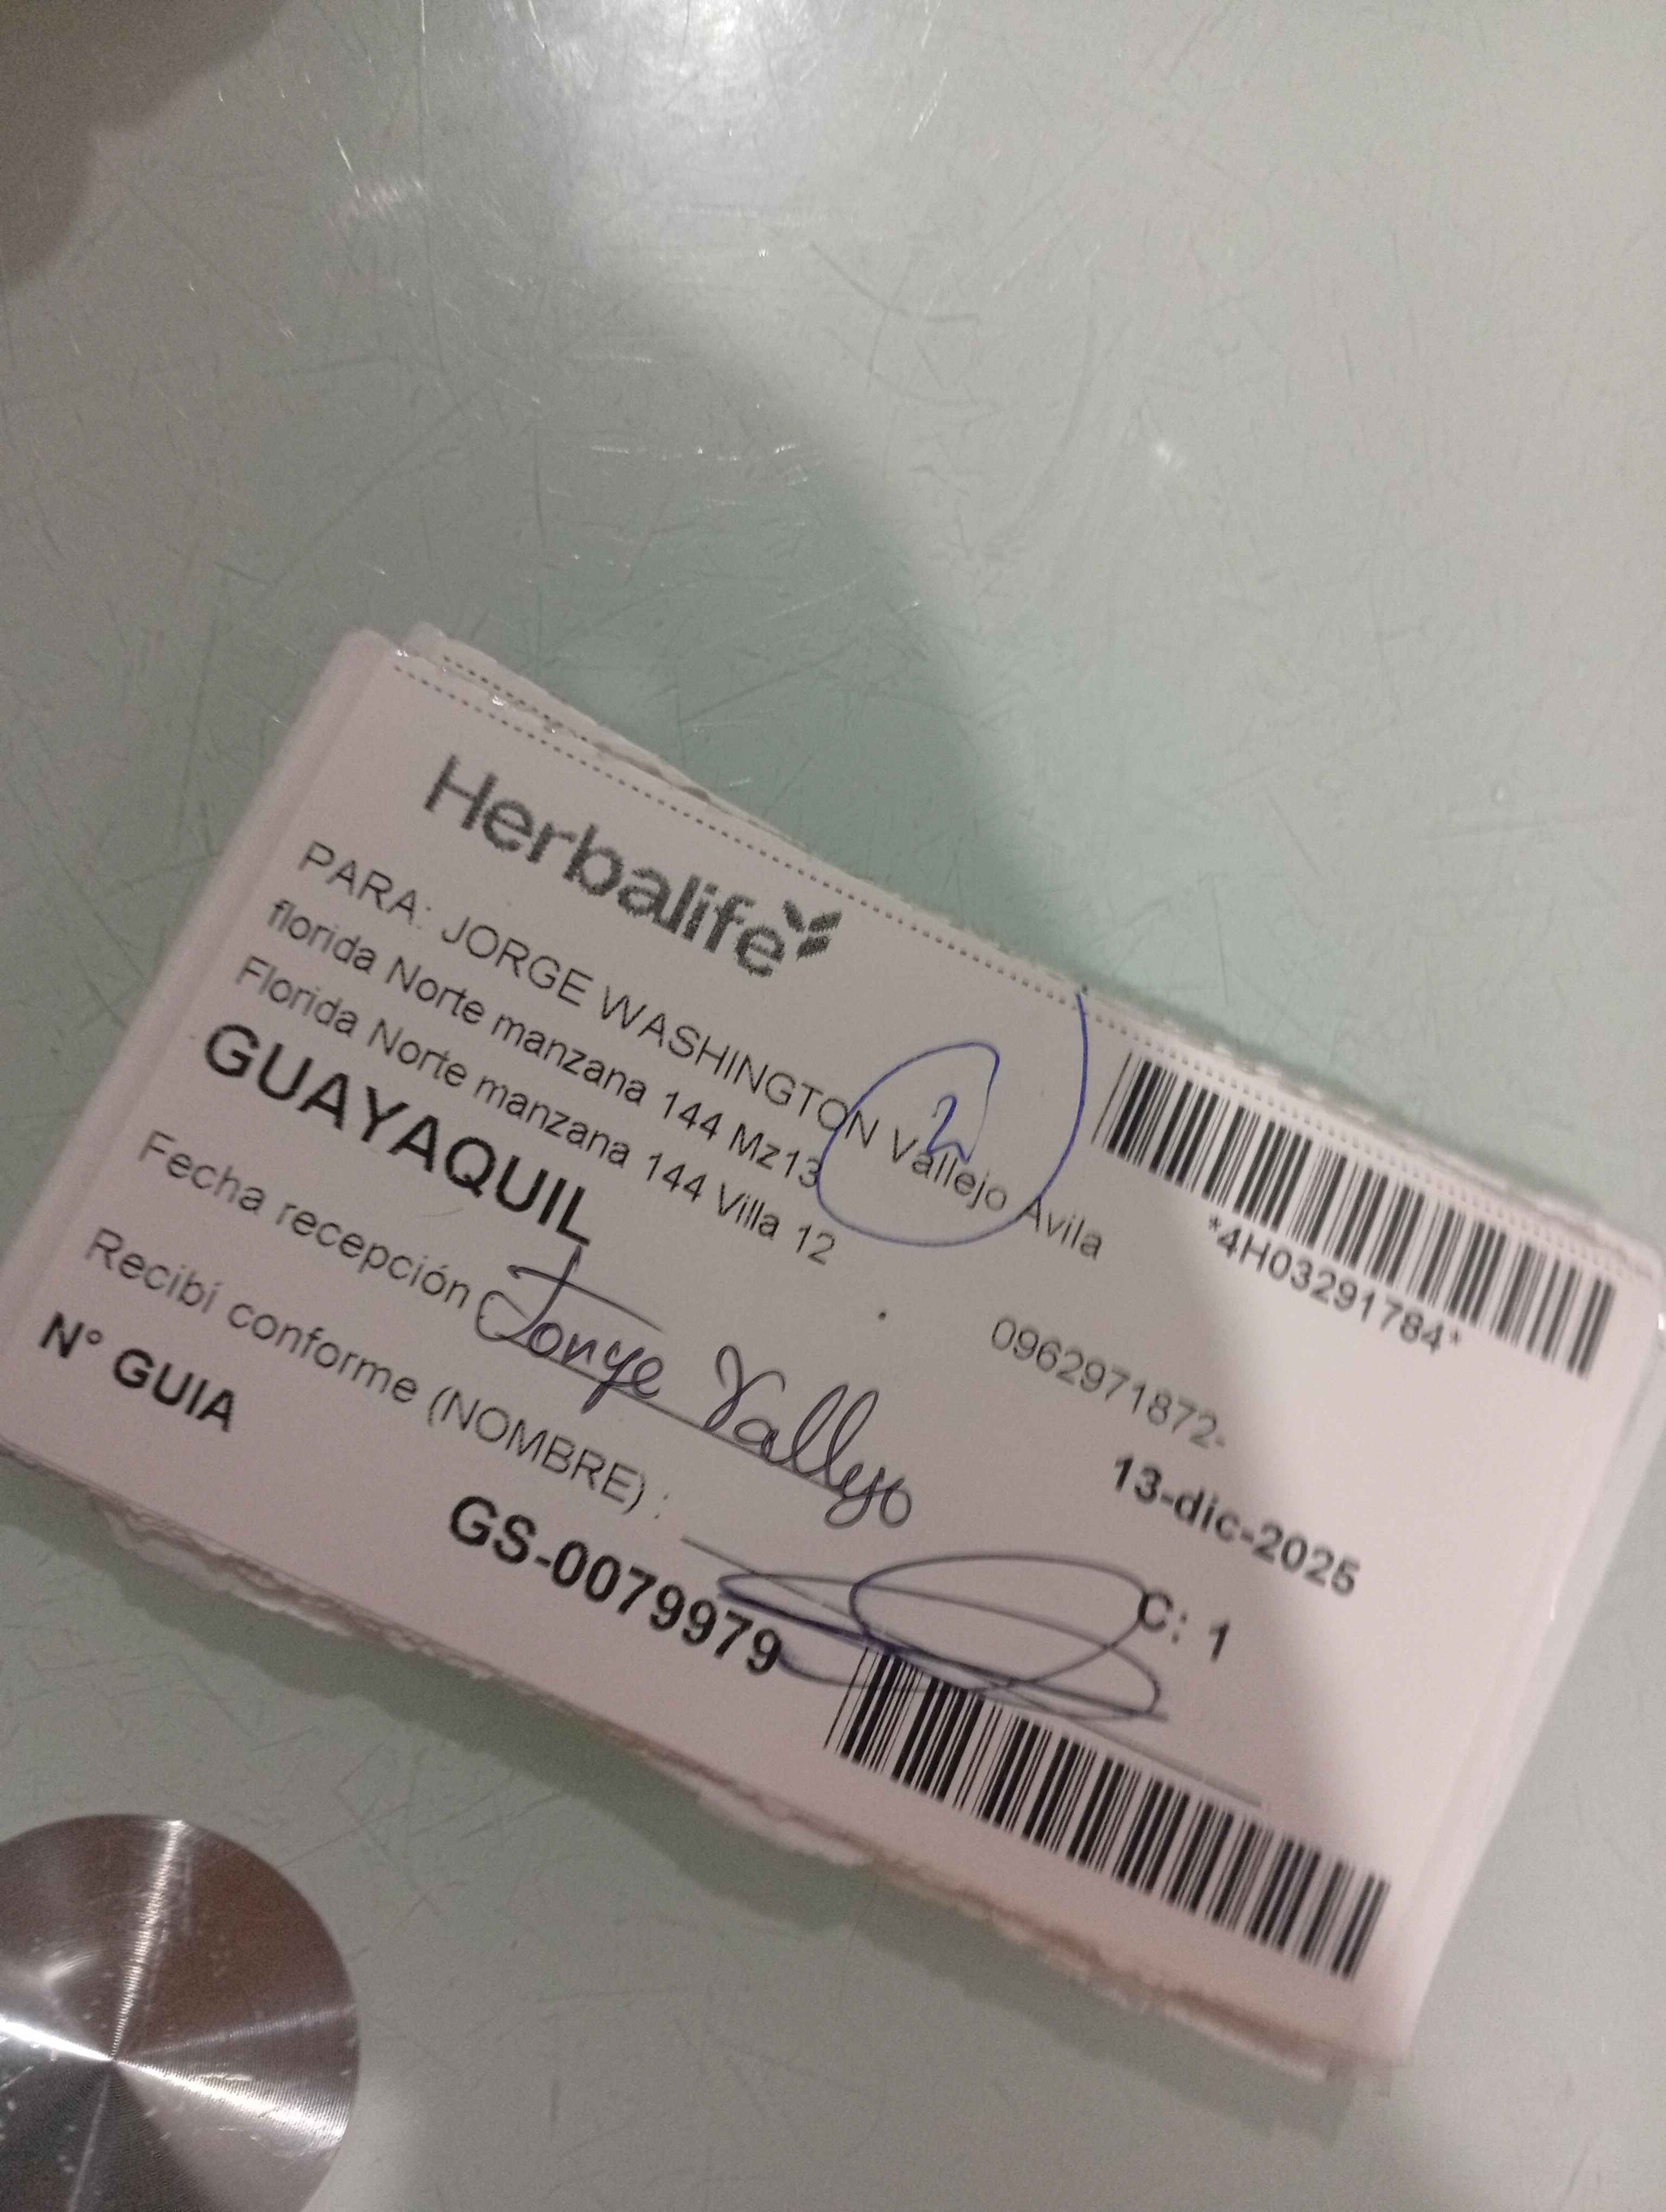 Herbalife
PARA: JORGE WASHINGTON Vallejo Avila
florida Norte manzana 144 Mz13
Florida Norte manzana 144 Villa 12
GUAYAQUIL
2
*4H03291784*
0962971872-
Fecha recepción
Jorge Vallejo
13-dic-2025
Recibí conforme (NOMBRE) :
C: 1
N° GUIA
GS-0079979